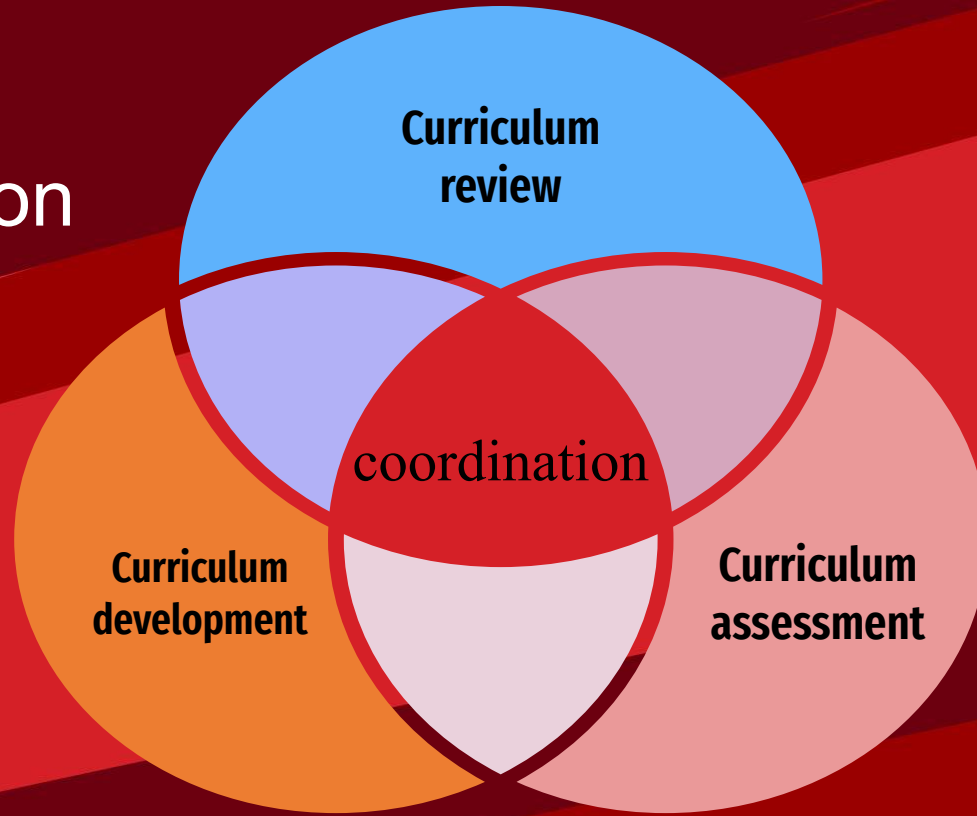 on
Curriculum
review
coordination
Curriculum
development
Curriculum
assessment